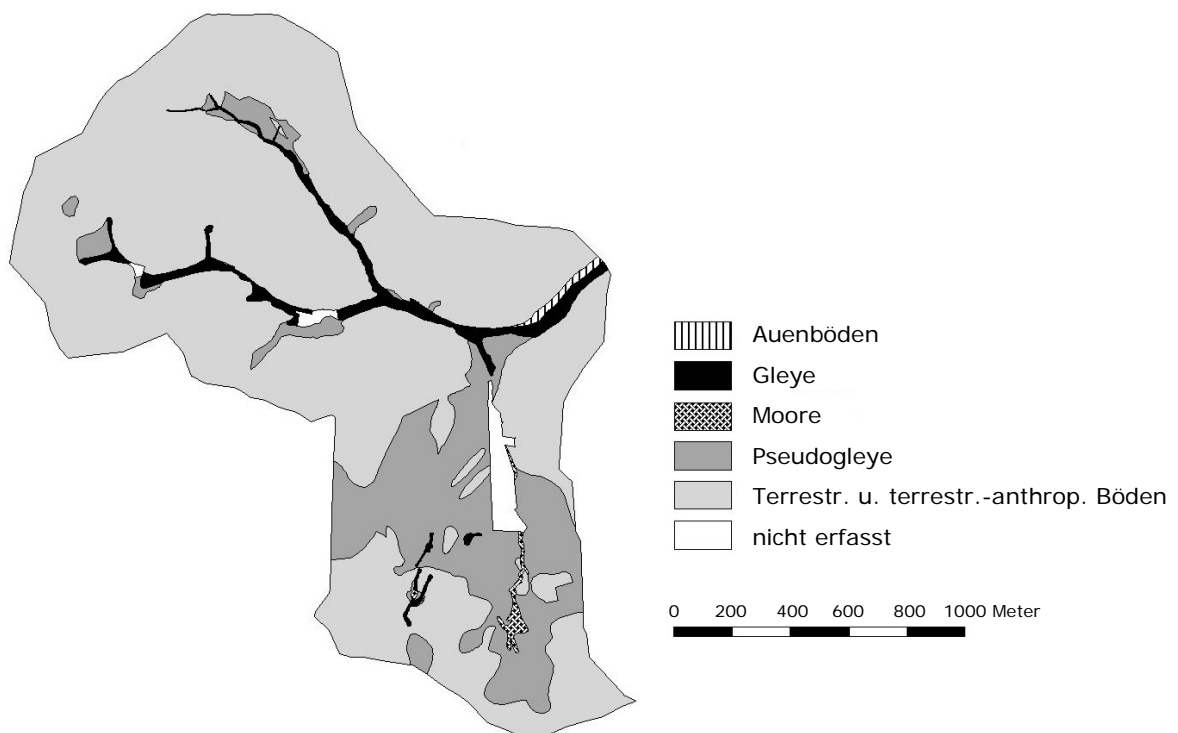 Auenböden
Gleye
Moore
Pseudogleye
Terrestr. u. terrestr.-anthrop. Böden
nicht erfasst
0 200 400 600 800 1000 Meter